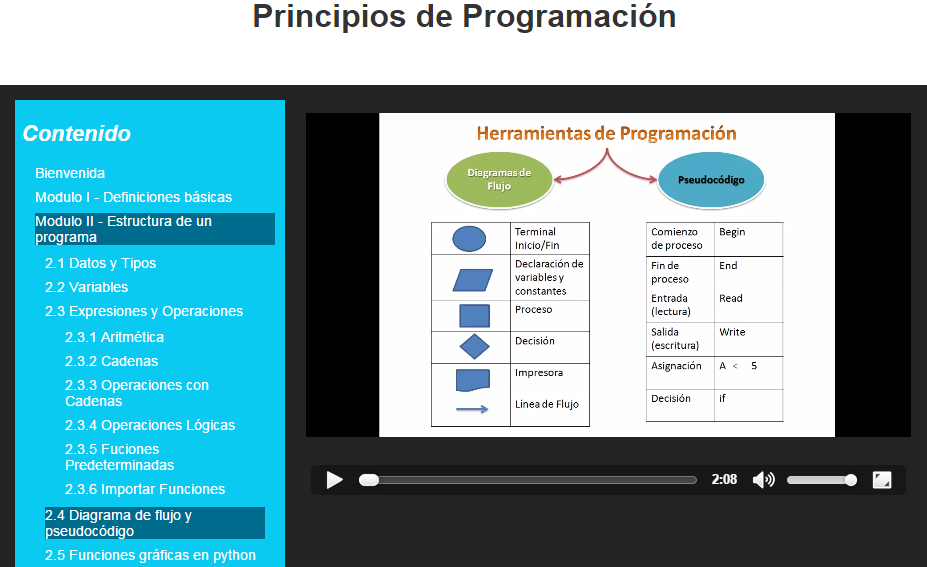 Principios de Programación
Contenido
Bienvenida
Modulo I - Definiciones básicas
Modulo II - Estructura de un
programa
2.1 Datos y Tipos
2.2 Variables
2.3 Expresiones y Operaciones
2.3.1 Aritmética
2.3.2 Cadenas
2.3.3 Operaciones con
Cadenas
2.3.4 Operaciones Lógicas
2.3.5 Fuciones
Predeterminadas
2.3.6 Importar Funciones
2.4 Diagrama de flujo y
pseudocódigo
2.5 Funciones gráficas en python
Herramientas de Programación
Diagramas de
Flujo
Pseudocódigo
Terminal
Inicio/Fin
Declaración de
variables y
constantes
Proceso
Decisión
Impresora
Línea de Flujo
Comienzo
de proceso
Begin
Fin de
proceso
End
Entrada
(lectura)
Read
Salida
(escritura)
Write
Asignación
A < 5
Decisión
if
2:08